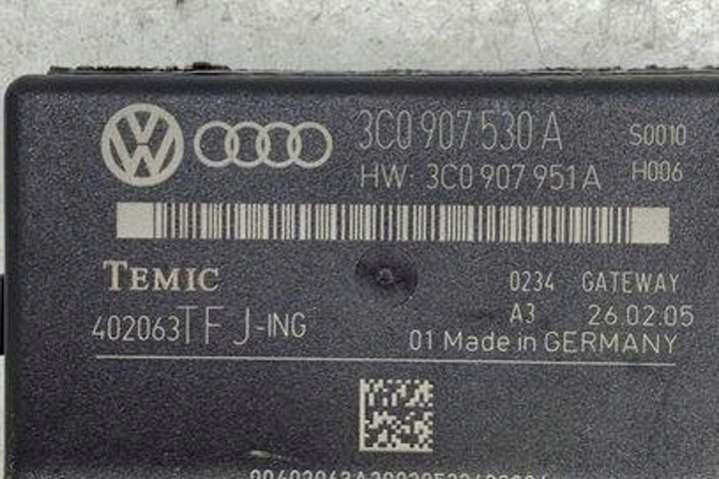 3C0 907 530 A S0010
HW: 3C0 907 951 A H006
TEMIC 0234 GATEWAY
402063TFJ-ING A3 26.02.05
01 Made in GERMANY